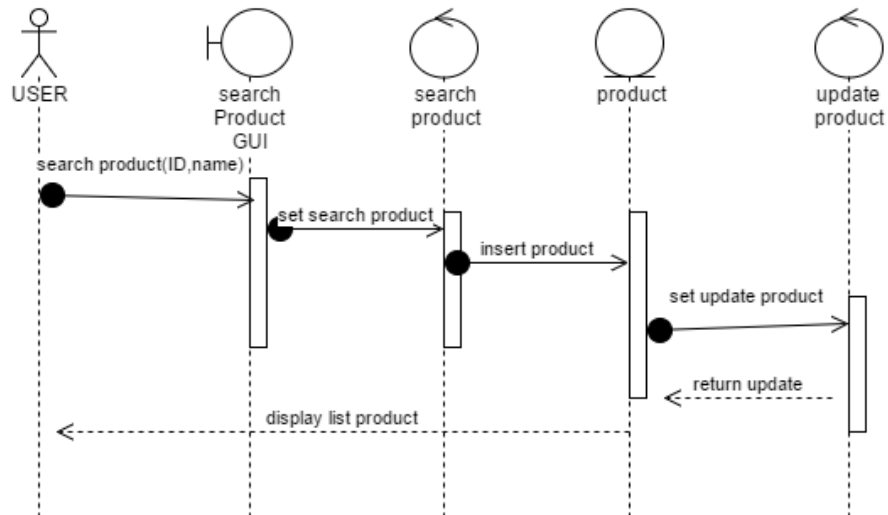 USER
search
Product
GUI
search
product
product
update
product
search product(ID,name)
set search product
insert product
set update product
return update
display list product